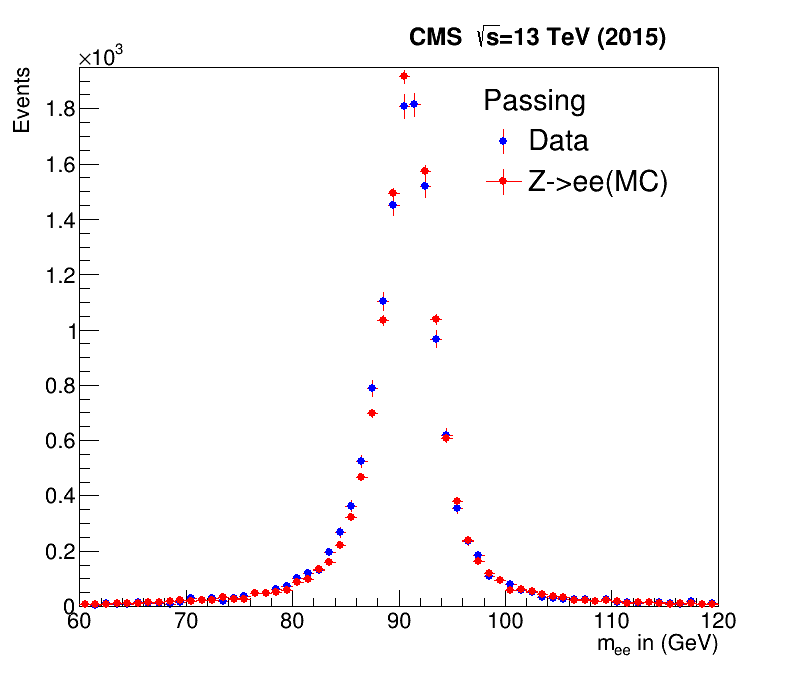 CMS √s=13 TeV (2015)
×10³
Events
Passing
Data
Z->ee(MC)
1.8
1.6
1.4
1.2
1
0.8
0.6
0.4
0.2
0
60 70 80 90 100 110 120
mₑₑ in (GeV)